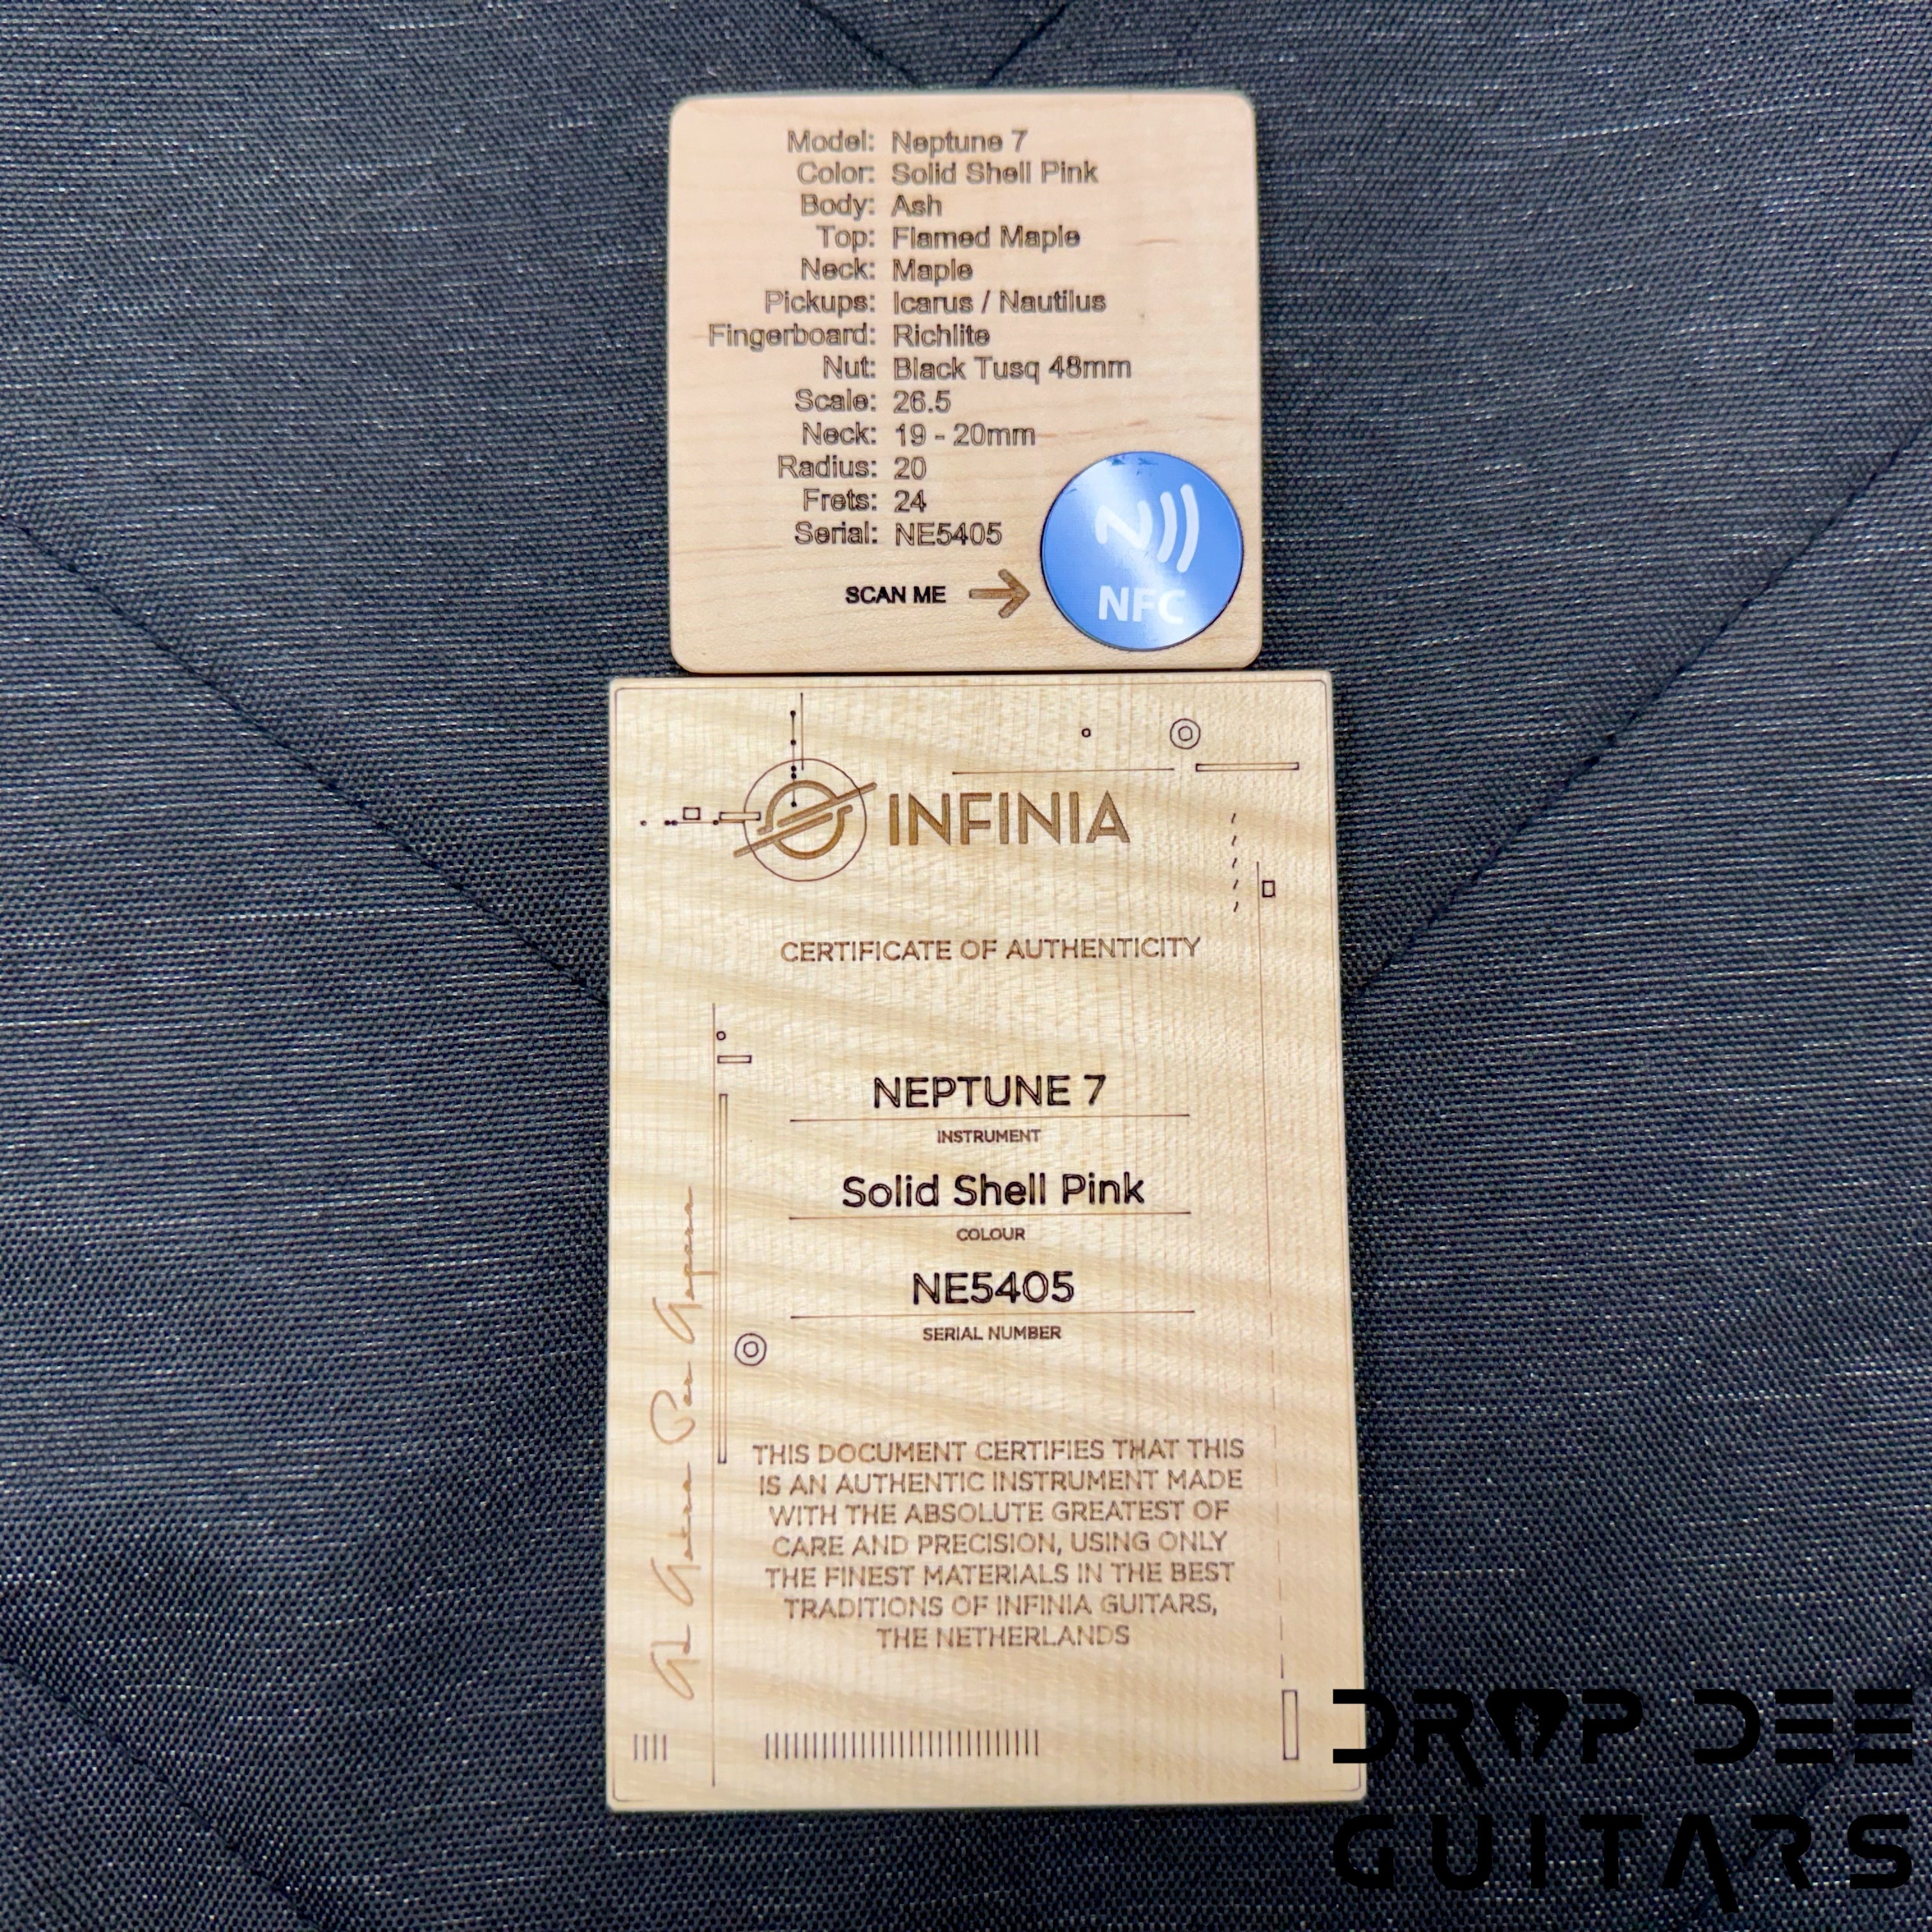 Model: Neptune 7
Color: Solid Shell Pink
Body: Ash
Top: Flamed Maple
Neck: Maple
Pickups: Icarus / Nautilus
Fingerboard: Richlite
Nut: Black Tusq 48mm
Scale: 26.5
Neck: 19 - 20mm
Radius: 20
Frets: 24
Serial: NE5405
SCAN ME
NFC
INFINIA
CERTIFICATE OF AUTHENTICITY
NEPTUNE 7
INSTRUMENT
Solid Shell Pink
COLOUR
NE5405
SERIAL NUMBER
THIS DOCUMENT CERTIFIES THAT THIS
IS AN AUTHENTIC INSTRUMENT MADE
WITH THE ABSOLUTE GREATEST OF
CARE AND PRECISION, USING ONLY
THE FINEST MATERIALS IN THE BEST
TRADITIONS OF INFINIA GUITARS,
THE NETHERLANDS
DROP DEE
GUITARS